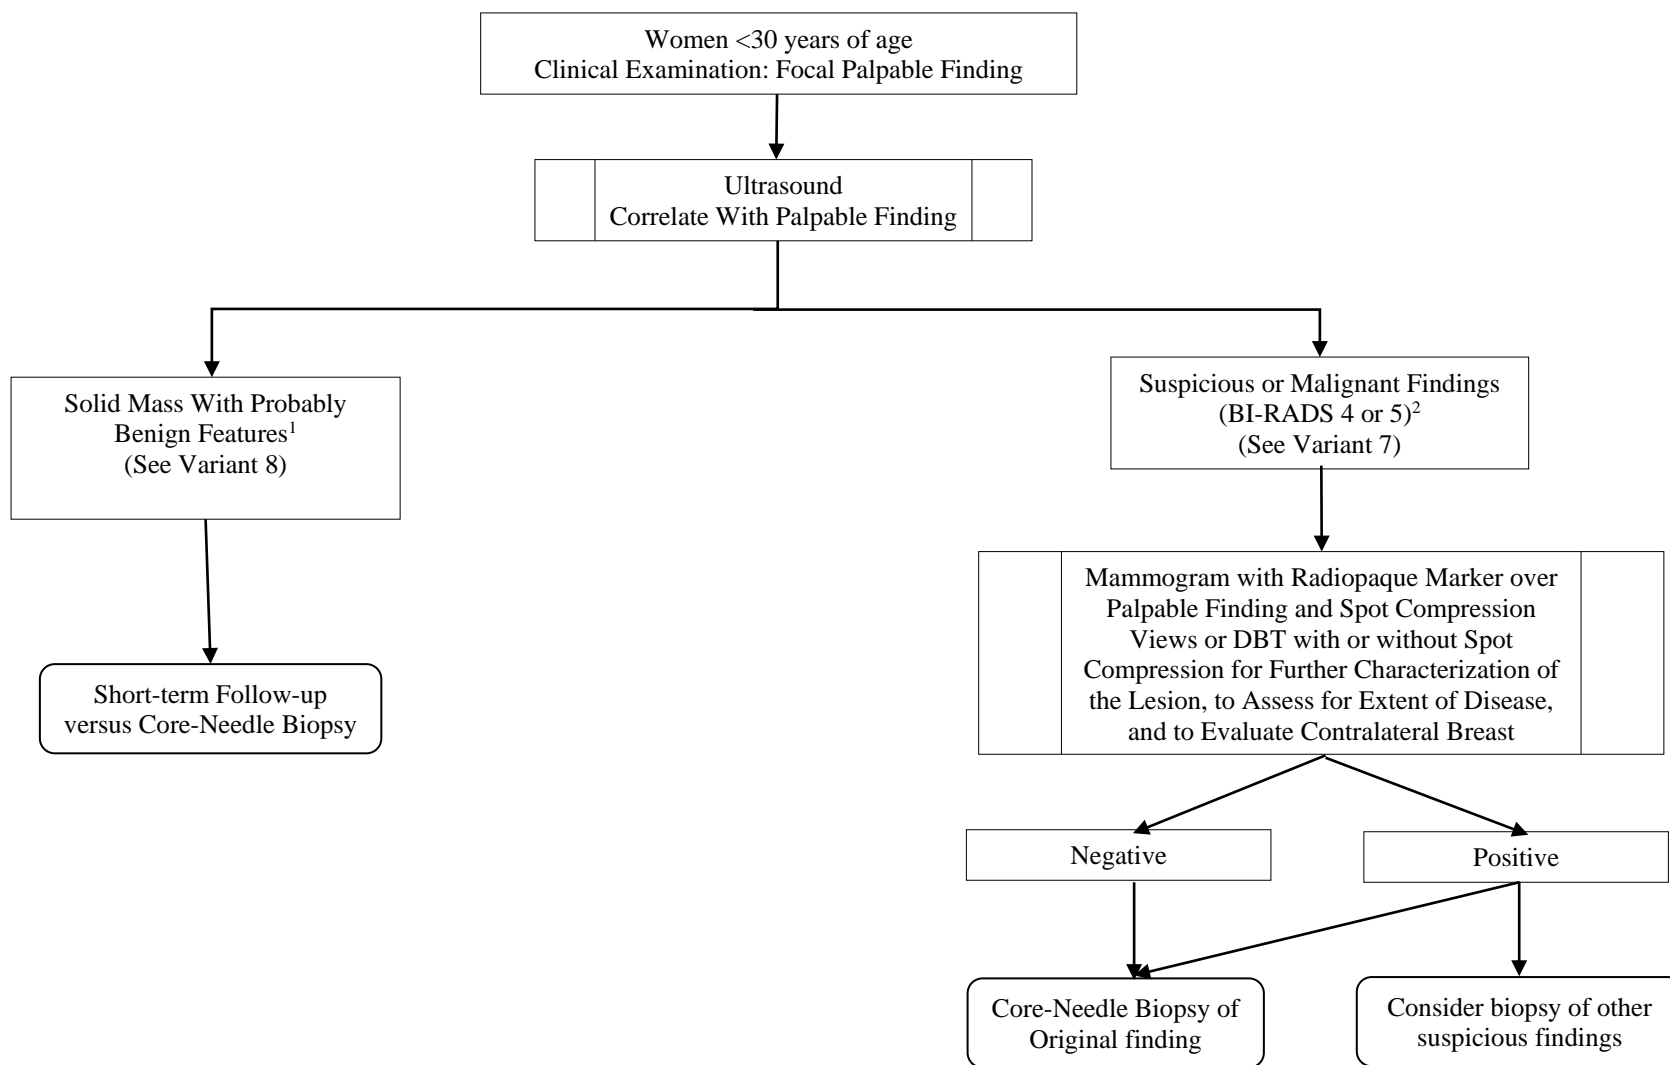 Women <30 years of age
Clinical Examination: Focal Palpable Finding
Ultrasound
Correlate With Palpable Finding
Solid Mass With Probably
Benign Features1
(See Variant 8)
Suspicious or Malignant Findings
(BI-RADS 4 or 5)2
(See Variant 7)
Mammogram with Radiopaque Marker over
Palpable Finding and Spot Compression
Views or DBT with or without Spot
Compression for Further Characterization of
the Lesion, to Assess for Extent of Disease,
and to Evaluate Contralateral Breast
Short-term Follow-up
versus Core-Needle Biopsy
Negative
Positive
Core-Needle Biopsy of
Original finding
Consider biopsy of other
suspicious findings